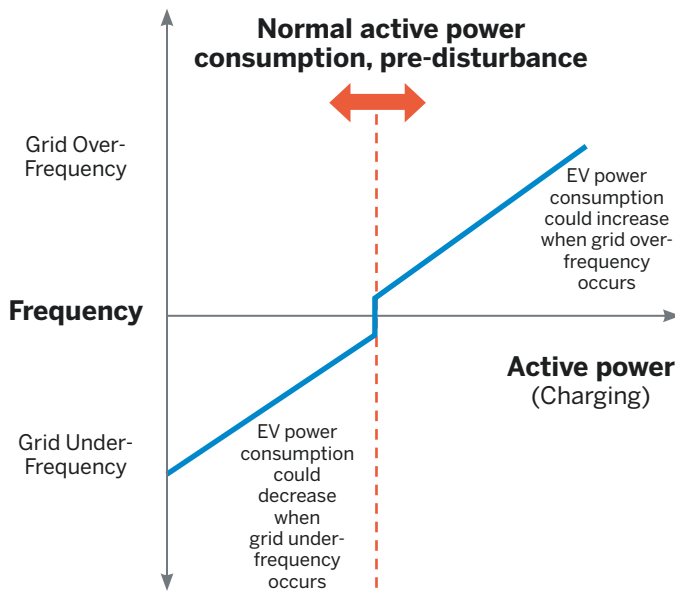 Normal active power
consumption, pre-disturbance
Grid Over-
Frequency
EV power
consumption
could increase
when grid over-
frequency
occurs
Frequency
Active power
(Charging)
Grid Under-
Frequency
EV power
consumption
could
decrease
when
grid under-
frequency
occurs